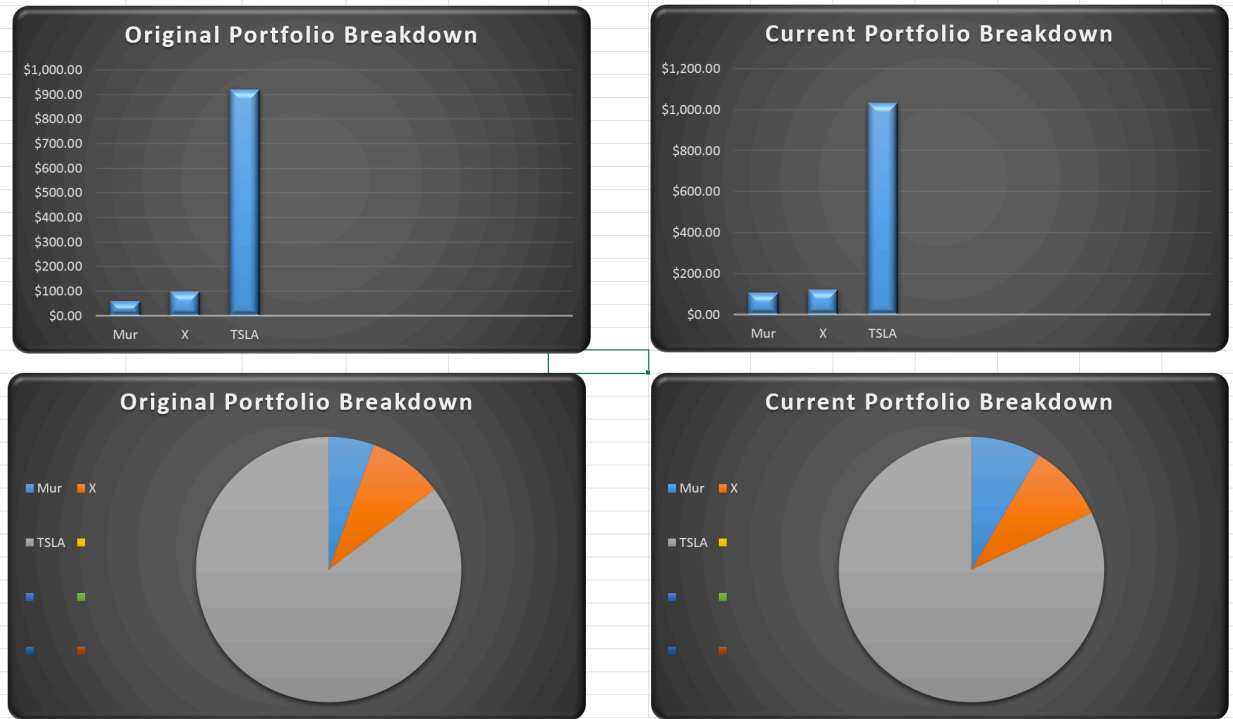 Original Portfolio Breakdown
$1,000.00
$900.00
$800.00
$700.00
$600.00
$500.00
$400.00
$300.00
$200.00
$100.00
$0.00
Mur X TSLA
Current Portfolio Breakdown
$1,200.00
$1,000.00
$800.00
$600.00
$400.00
$200.00
$0.00
Mur X TSLA
Original Portfolio Breakdown
Mur X
TSLA
Current Portfolio Breakdown
Mur X
TSLA